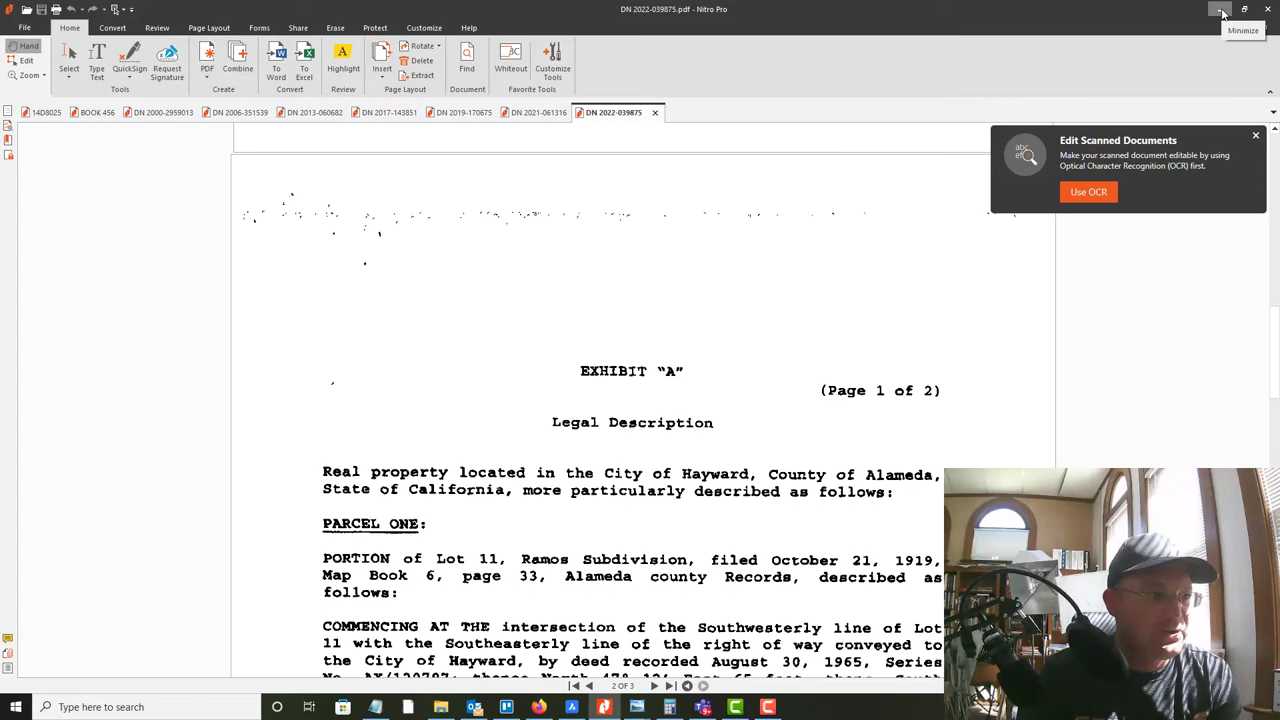 DN 2022-039875.pdf - Nitro Pro
Minimize
File Home Convert Review Page Layout Forms Share Erase Protect Customize Help
Hand
Edit
Zoom
Select
Type Text
QuickSign
Request Signature
Tools
PDF
Combine
Create
To Word
To Excel
Convert
Highlight
Review
Insert
Rotate
Delete
Extract
Page Layout
Find
Document
Whiteout
Customize Tools
Favorite Tools
14D8025 BOOK 456 DN 2000-2959013 DN 2006-351539 DN 2013-060682 DN 2017-143851 DN 2019-170675 DN 2021-061316 DN 2022-039875
Edit Scanned Documents
Make your scanned document editable by using
Optical Character Recognition (OCR) first.
Use OCR
EXHIBIT "A"
(Page 1 of 2)
Legal Description
Real property located in the City of Hayward, County of Alameda,
State of California, more particularly described as follows:
PARCEL ONE:
PORTION of Lot 11, Ramos Subdivision, filed October 21, 1919,
Map Book 6, page 33, Alameda county Records, described as
follows:
COMMENCING AT THE intersection of the Southwesterly line of Lot
11 with the Southeasterly line of the right of way conveyed to
the City of Hayward, by deed recorded August 30, 1965, Series
2 OF 3
Type here to search